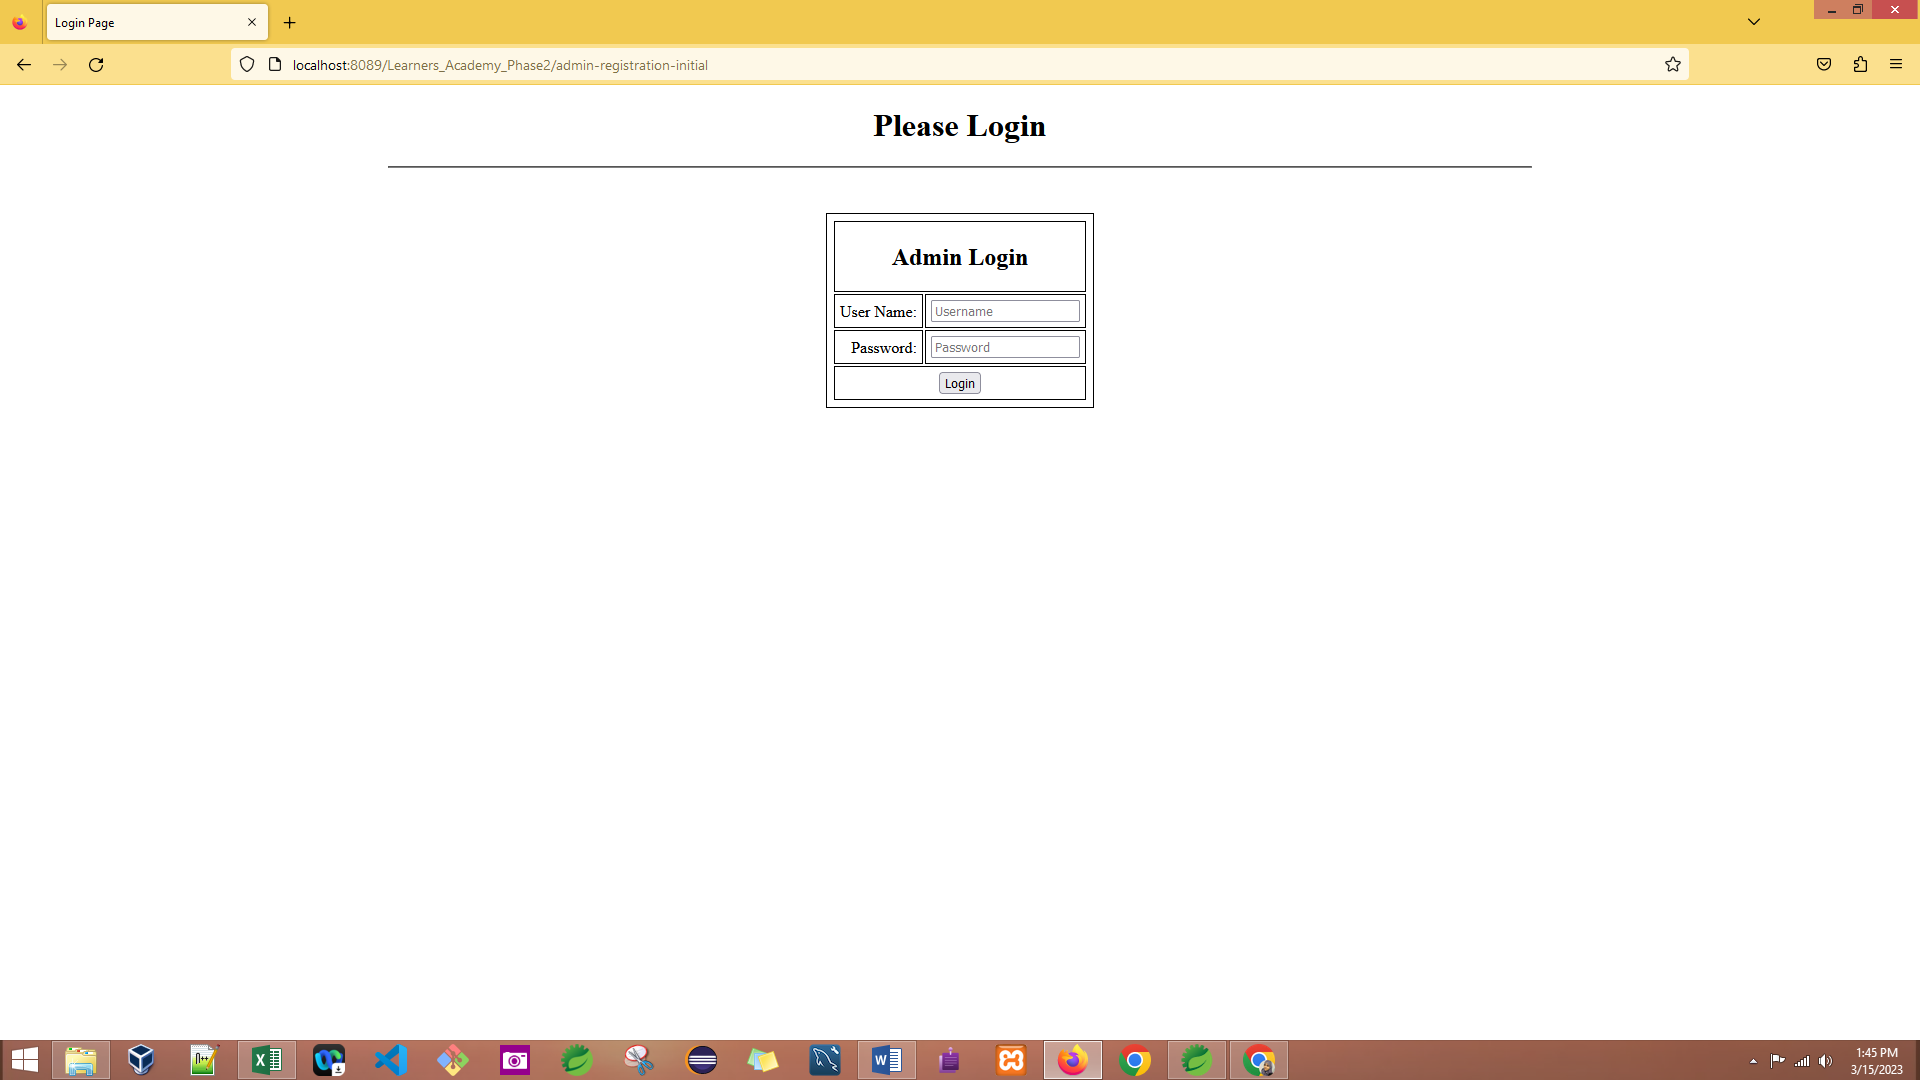 Login Page
localhost:8089/Learners_Academy_Phase2/admin-registration-initial
Please Login
Admin Login
User Name:
Username
Password:
Password
Login
1:45 PM
3/15/2023